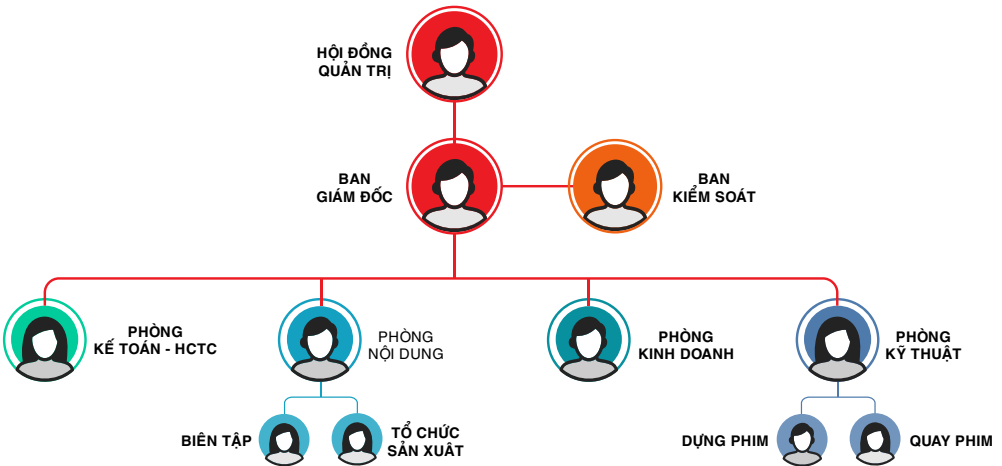 HỘI ĐỒNG
QUẢN TRỊ
BAN
GIÁM ĐỐC
BAN
KIỂM SOÁT
PHÒNG
KẾ TOÁN - HCTC
PHÒNG
NỘI DUNG
PHÒNG
KINH DOANH
PHÒNG
KỸ THUẬT
BIÊN TẬP
TỔ CHỨC
SẢN XUÂT
DỰNG PHIM
QUAY PHIM